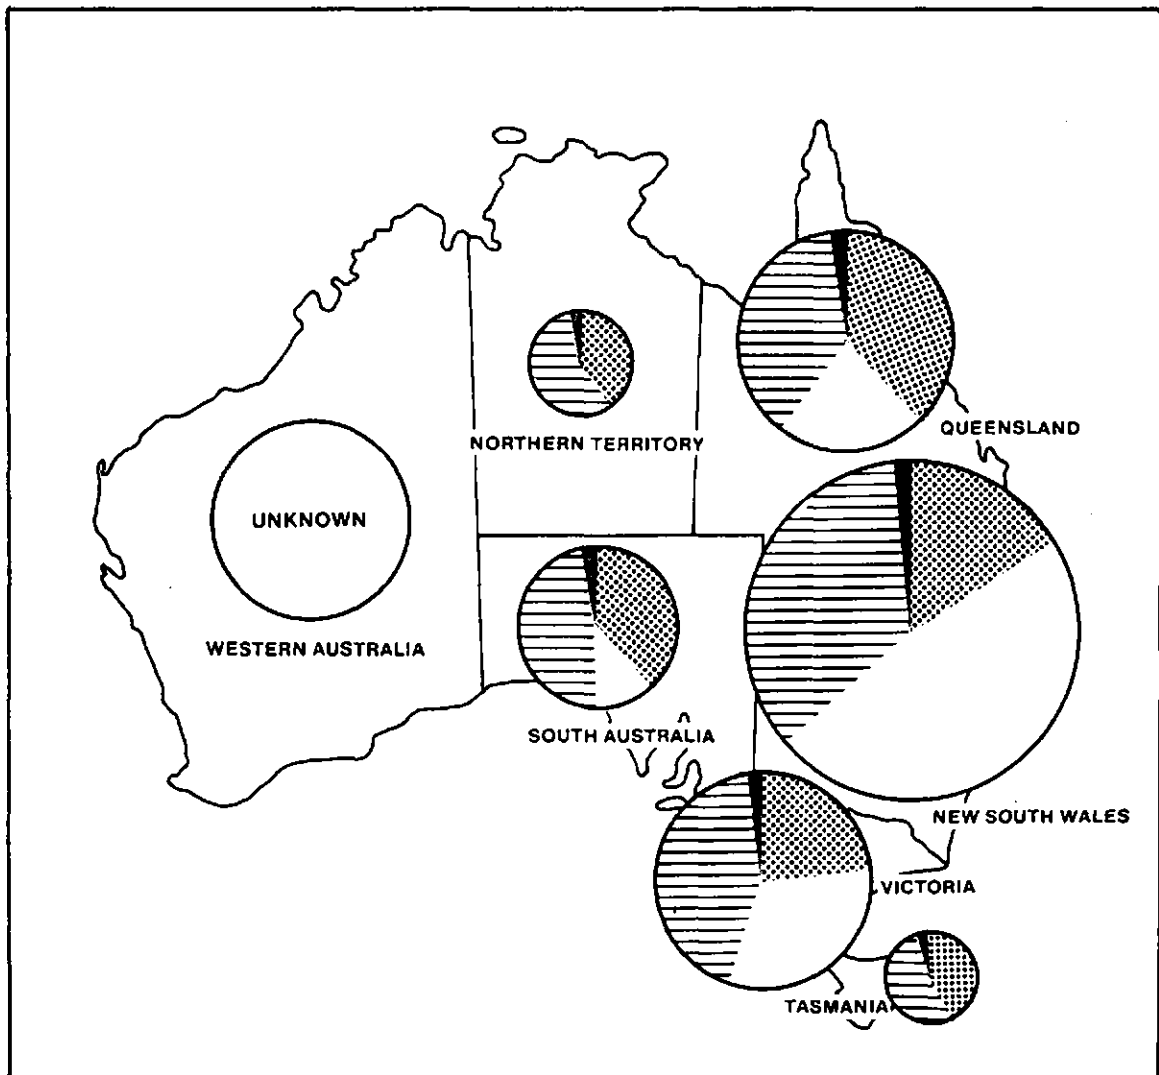 NORTHERN TERRITORY
QUEENSLAND
UNKNOWN
WESTERN AUSTRALIA
SOUTH AUSTRALIA
NEW SOUTH WALES
VICTORIA
TASMANIA